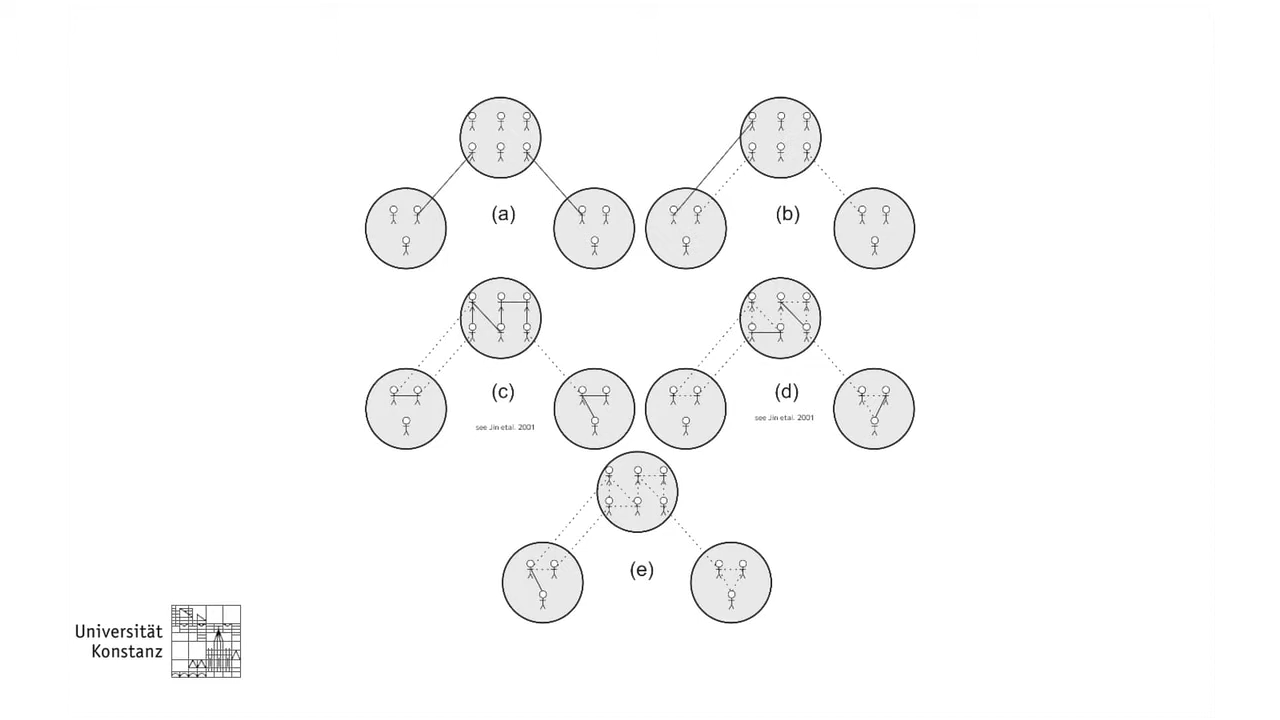 (a)
(b)
(c)
(d)
see Jin etal. 2001
see Jin etal. 2001
(e)
Universität
Konstanz